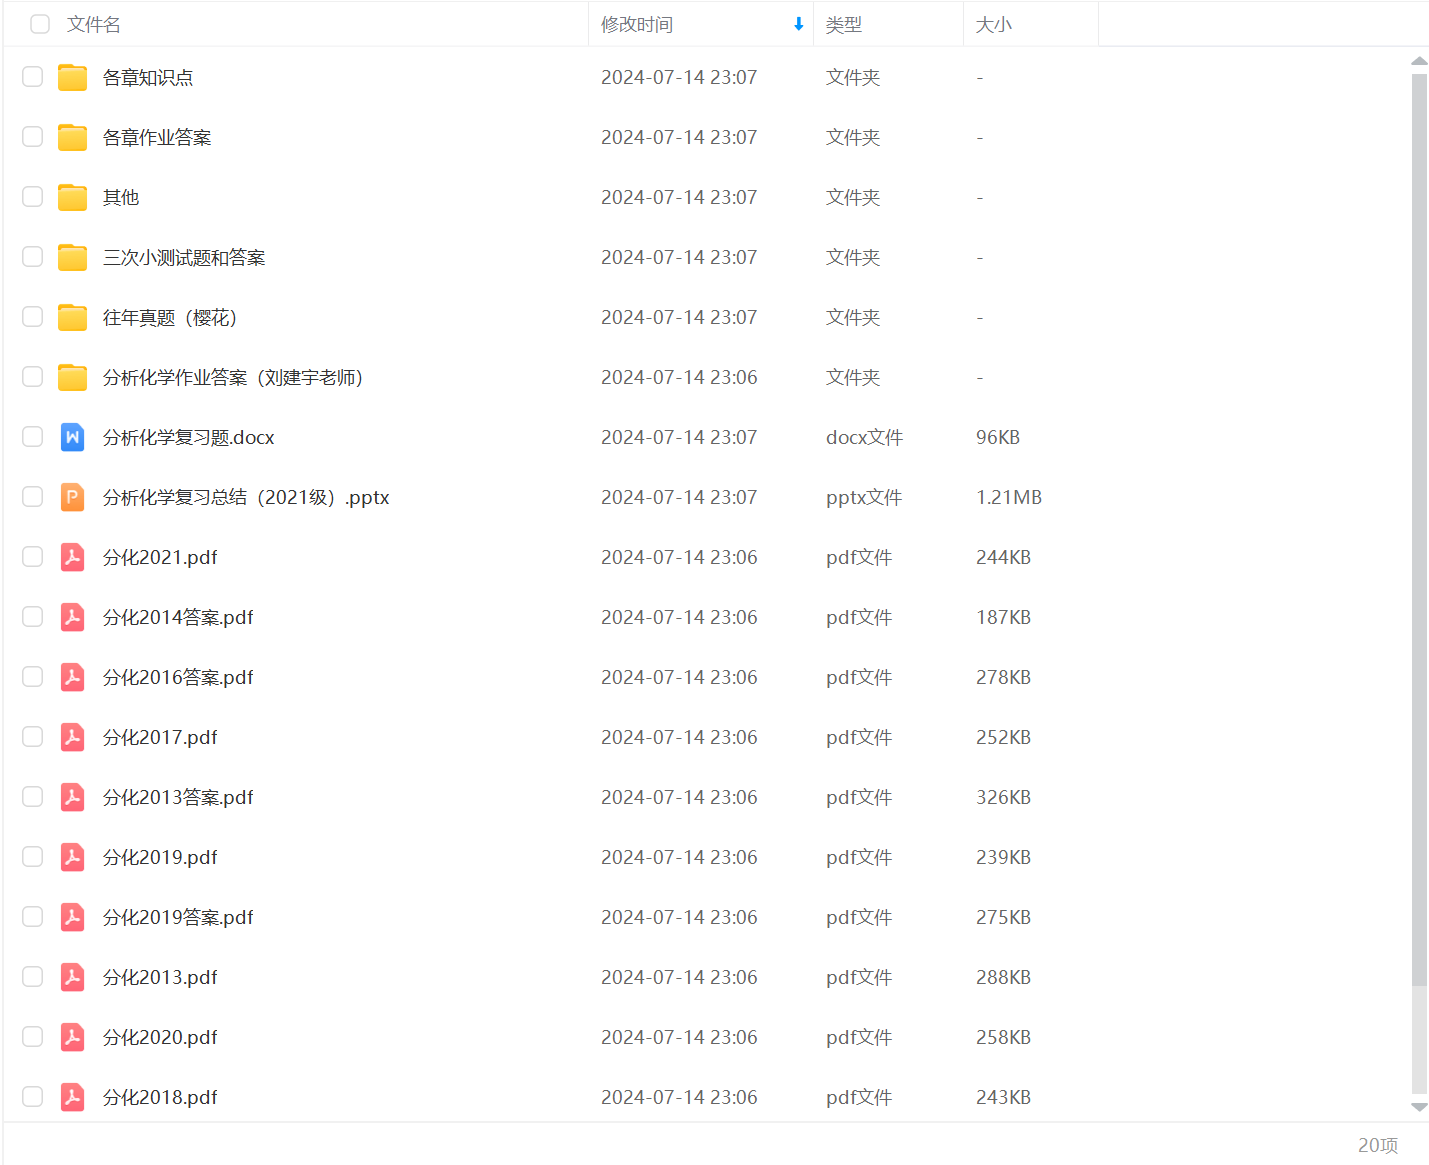 文件名 修改时间 类型 大小
各章知识点 2024-07-14 23:07 文件夹 -
各章作业答案 2024-07-14 23:07 文件夹 -
其他 2024-07-14 23:07 文件夹 -
三次小测试题和答案 2024-07-14 23:07 文件夹 -
往年真题（樱花） 2024-07-14 23:07 文件夹 -
分析化学作业答案（刘建宇老师） 2024-07-14 23:06 文件夹 -
分析化学复习题.docx 2024-07-14 23:07 docx文件 96KB
分析化学复习总结（2021级）.pptx 2024-07-14 23:07 pptx文件 1.21MB
分化2021.pdf 2024-07-14 23:06 pdf文件 244KB
分化2014答案.pdf 2024-07-14 23:06 pdf文件 187KB
分化2016答案.pdf 2024-07-14 23:06 pdf文件 278KB
分化2017.pdf 2024-07-14 23:06 pdf文件 252KB
分化2013答案.pdf 2024-07-14 23:06 pdf文件 326KB
分化2019.pdf 2024-07-14 23:06 pdf文件 239KB
分化2019答案.pdf 2024-07-14 23:06 pdf文件 275KB
分化2013.pdf 2024-07-14 23:06 pdf文件 288KB
分化2020.pdf 2024-07-14 23:06 pdf文件 258KB
分化2018.pdf 2024-07-14 23:06 pdf文件 243KB
20项